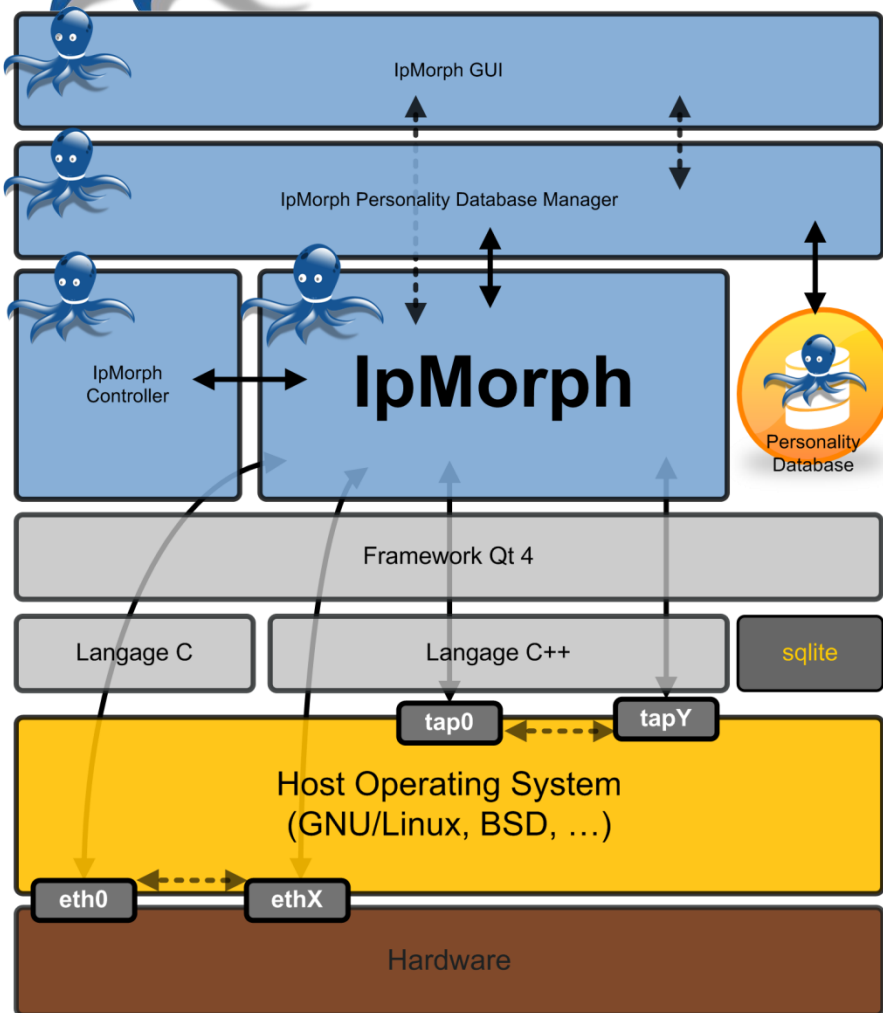 IpMorph GUI
IpMorph Personality Database Manager
IpMorph
Controller
IpMorph
Personality
Database
Framework Qt 4
Langage C
Langage C++
sqlite
tap0
tapY
Host Operating System
(GNU/Linux, BSD, …)
eth0
ethX
Hardware